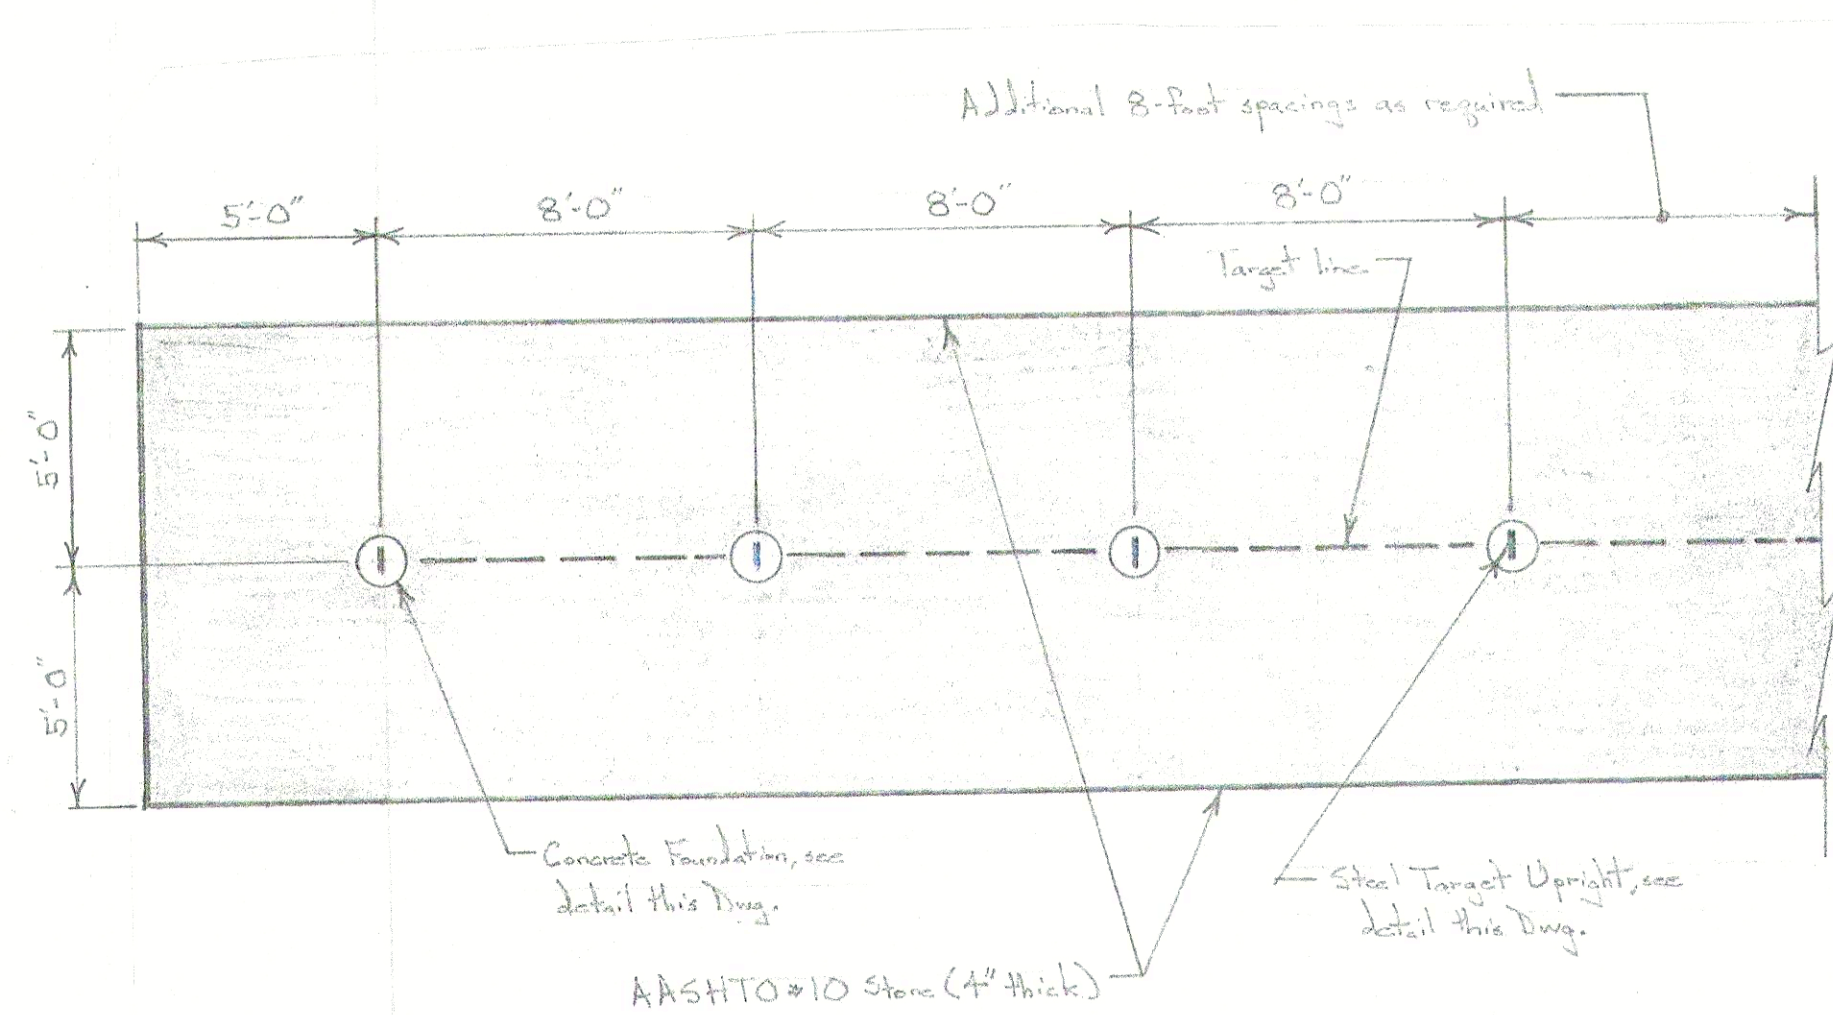 Additional 8-foot spacings as required
5'-0"
8'-0"
8'-0"
8'-0"
Target line
5'-0"
5'-0"
Concrete Foundation, see
detail this Dwg.
Steel Target Upright, see
detail this Dwg.
AASHTO #10 Stone (4" thick)